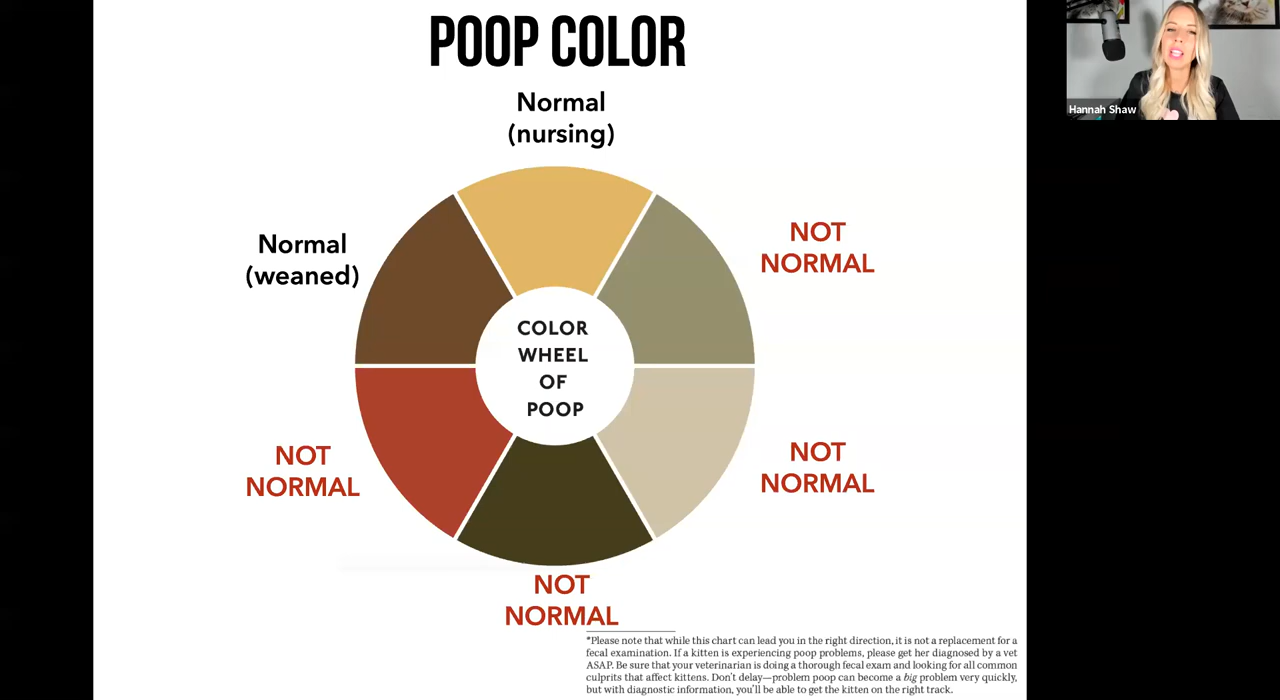 POOP COLOR
Hannah Shaw
Normal
(nursing)
NOT
NORMAL
Normal
(weaned)
COLOR
WHEEL
OF
POOP
NOT
NORMAL
NOT
NORMAL
NOT
NORMAL
*Please note that while this chart can lead you in the right direction, it is not a replacement for a
fecal examination. If a kitten is experiencing poop problems, please get her diagnosed by a vet
ASAP. Be sure that your veterinarian is doing a thorough fecal exam and looking for all common
culprits that affect kittens. Don't delay—problem poop can become a big problem very quickly,
but with diagnostic information, you'll be able to get the kitten on the right track.